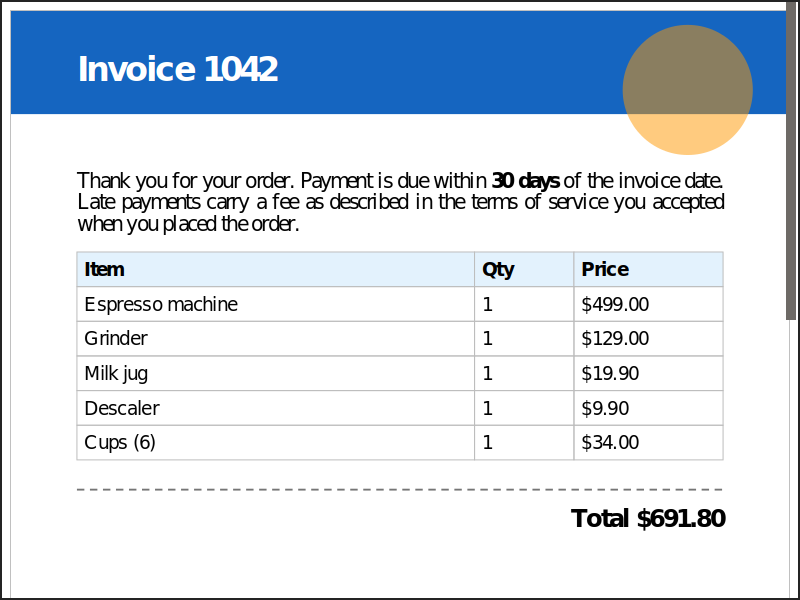 Invoice 1042
Thank you for your order. Payment is due within 30 days of the invoice date.
Late payments carry a fee as described in the terms of service you accepted
when you placed the order.
Item Qty Price
Espresso machine 1 $499.00
Grinder 1 $129.00
Milk jug 1 $19.90
Descaler 1 $9.90
Cups (6) 1 $34.00
Total $691.80